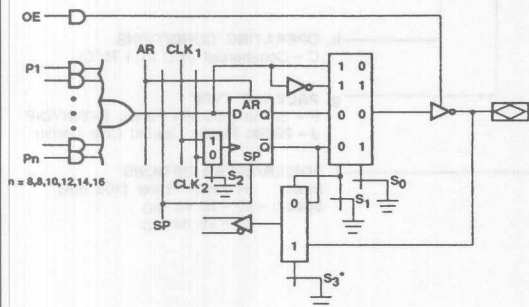 OE
AR CLK1
P1
1 0
1 1
AR
D Q
0 0
1
0
Q
0 1
SP
Pn
n = 8,8,10,12,14,16
CLK2
S2
S0
S1
0
SP
1
S3*